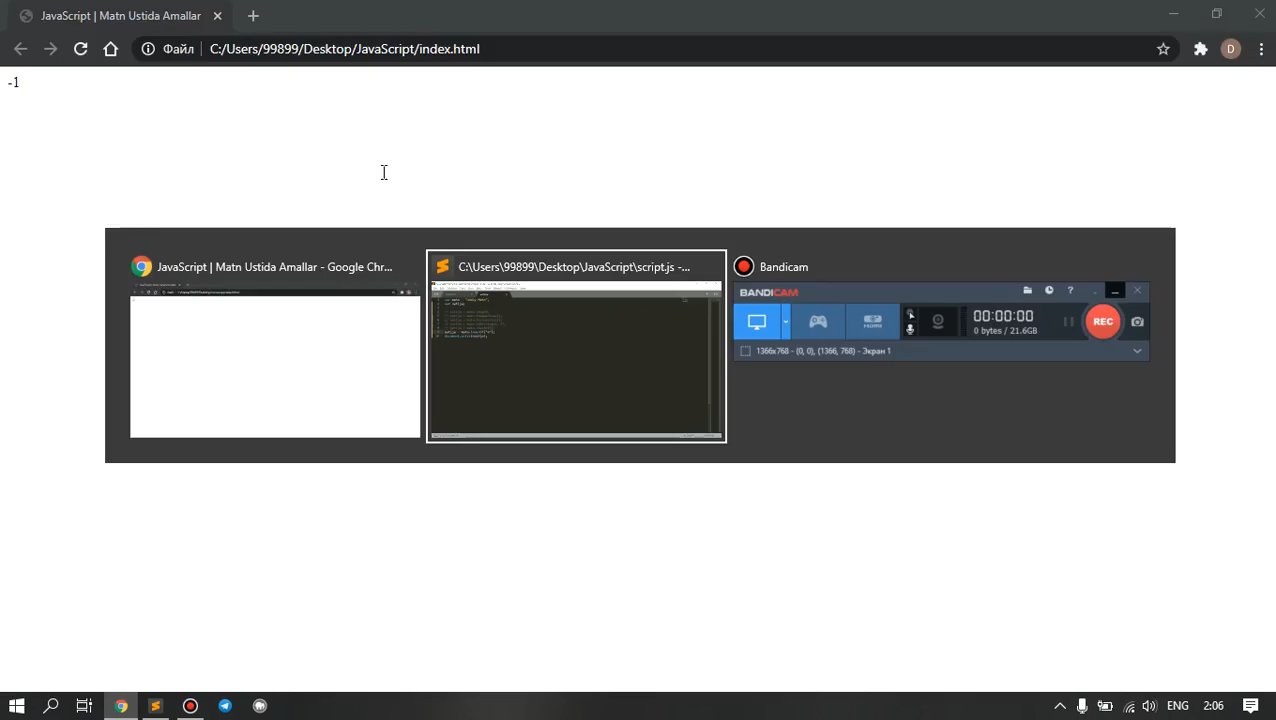 JavaScript | Matn Ustida Amallar
Файл
C:/Users/99899/Desktop/JavaScript/index.html
D
-1
JavaScript | Matn Ustida Amallar - Google Chr...
C:\Users\99899\Desktop\JavaScript\script.js -...
Bandicam
BANDICAM
HDMI
00:00:00
0 bytes / 21.6GB
REC
1366x768 - (0, 0), (1366, 768) - Экран 1
ENG
2:06